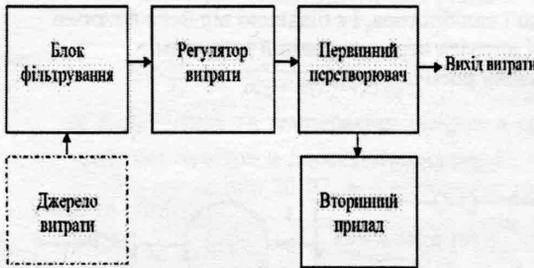 Блок
фільтрування
Регулятор
витрати
Первинний
перетворювач
Вихід витрати
Джерело
витрати
Вторинний
прилад